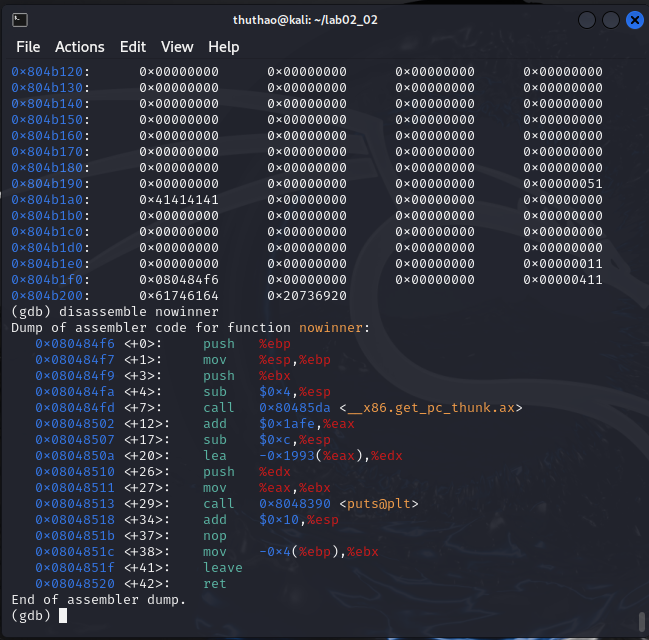 thuthao@kali: ~/lab02_02
File Actions Edit View Help
0×804b120: 0×00000000 0×00000000 0×00000000 0×00000000
0×804b130: 0×00000000 0×00000000 0×00000000 0×00000000
0×804b140: 0×00000000 0×00000000 0×00000000 0×00000000
0×804b150: 0×00000000 0×00000000 0×00000000 0×00000000
0×804b160: 0×00000000 0×00000000 0×00000000 0×00000000
0×804b170: 0×00000000 0×00000000 0×00000000 0×00000000
0×804b180: 0×00000000 0×00000000 0×00000000 0×00000000
0×804b190: 0×00000000 0×00000000 0×00000000 0×00000051
0×804b1a0: 0×41414141 0×00000000 0×00000000 0×00000000
0×804b1b0: 0×00000000 0×00000000 0×00000000 0×00000000
0×804b1c0: 0×00000000 0×00000000 0×00000000 0×00000000
0×804b1d0: 0×00000000 0×00000000 0×00000000 0×00000000
0×804b1e0: 0×00000000 0×00000000 0×00000000 0×00000011
0×804b1f0: 0×080484f6 0×00000000 0×00000000 0×00000411
0×804b200: 0×61746164 0×20736920
(gdb) disassemble nowinner
Dump of assembler code for function nowinner:
0×080484f6 <+0>: push %ebp
0×080484f7 <+1>: mov %esp,%ebp
0×080484f9 <+3>: push %ebx
0×080484fa <+4>: sub $0×4,%esp
0×080484fd <+7>: call 0×80485da <__x86.get_pc_thunk.ax>
0×08048502 <+12>: add $0×1afe,%eax
0×08048507 <+17>: sub $0×c,%esp
0×0804850a <+20>: lea -0×1993(%eax),%edx
0×08048510 <+26>: push %edx
0×08048511 <+27>: mov %eax,%ebx
0×08048513 <+29>: call 0×8048390 <puts@plt>
0×08048518 <+34>: add $0×10,%esp
0×0804851b <+37>: nop
0×0804851c <+38>: mov -0×4(%ebp),%ebx
0×0804851f <+41>: leave
0×08048520 <+42>: ret
End of assembler dump.
(gdb)